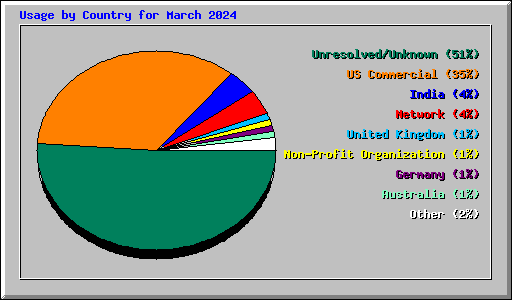 Usage by Country for March 2024
Unresolved/Unknown (51%)
US Commercial (35%)
India (4%)
Network (4%)
United Kingdom (1%)
Non-Profit Organization (1%)
Germany (1%)
Australia (1%)
Other (2%)